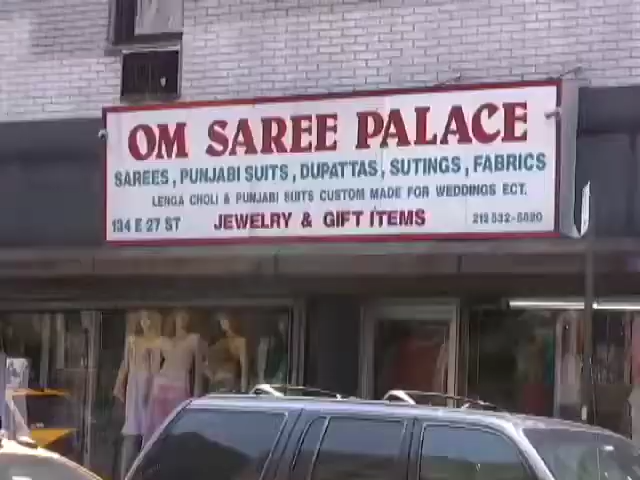 OM SAREE PALACE
SAREES, PUNJABI SUITS, DUPATTAS, SUTINGS, FABRICS
LENGA CHOLI & PUNJABI SUITS CUSTOM MADE FOR WEDDINGS ECT.
134 E 27 ST JEWELRY & GIFT ITEMS 212 532-